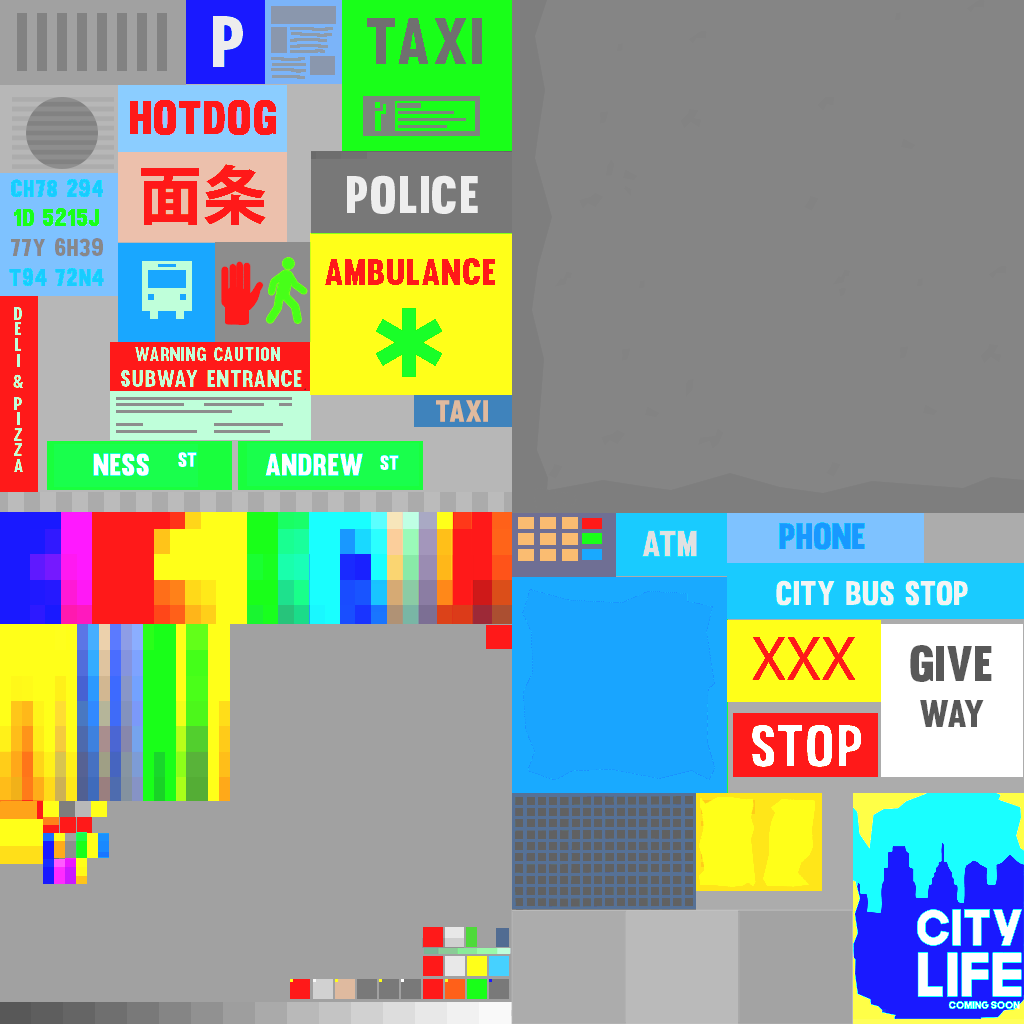 P
TAXI
HOTDOG
面条
POLICE
CH78 294
1D 5215J
77Y 6H39
T94 72N4
AMBULANCE
DELI & PIZZA
WARNING CAUTION
SUBWAY ENTRANCE
TAXI
NESS ST
ANDREW ST
ATM
PHONE
CITY BUS STOP
XXX
GIVE
WAY
STOP
CITY
LIFE
COMING SOON